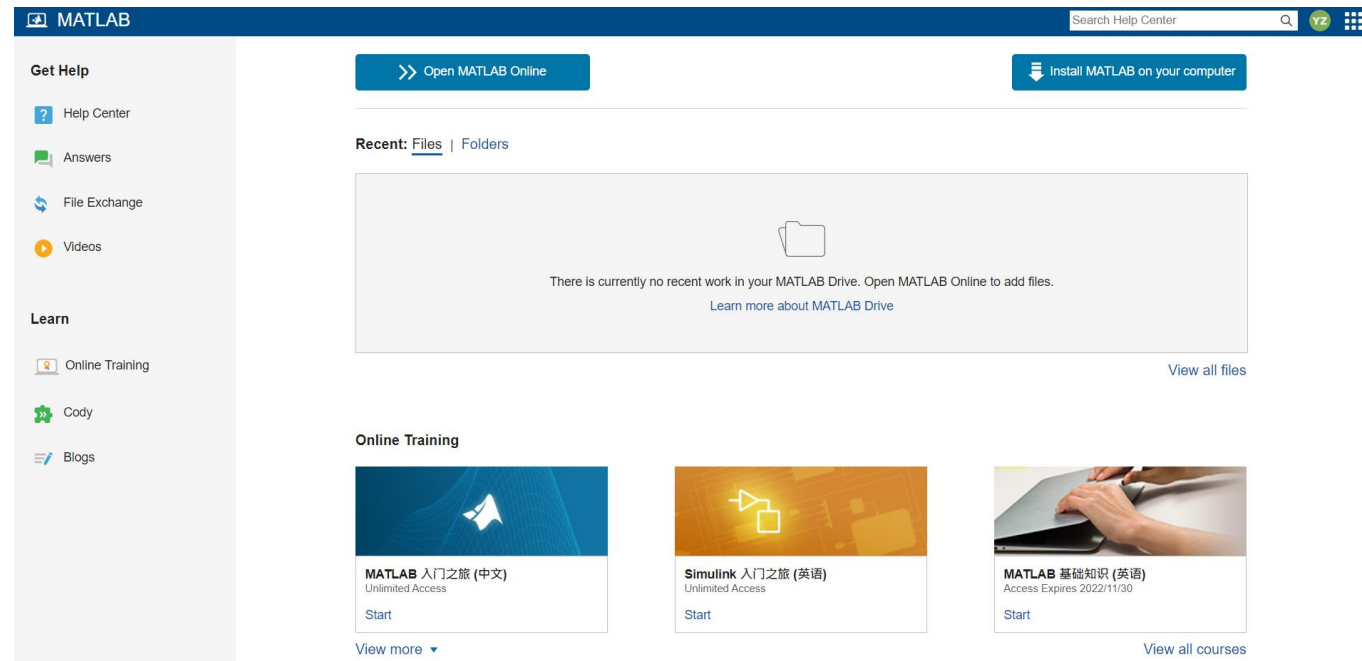 MATLAB
Search Help Center
YZ
Get Help
Help Center
Answers
File Exchange
Videos
Learn
Online Training
Cody
Blogs
Open MATLAB Online
Install MATLAB on your computer
Recent: Files | Folders
There is currently no recent work in your MATLAB Drive. Open MATLAB Online to add files.
Learn more about MATLAB Drive
View all files
Online Training
MATLAB 入门之旅 (中文)
Unlimited Access
Start
Simulink 入门之旅 (英语)
Unlimited Access
Start
MATLAB 基础知识 (英语)
Access Expires 2022/11/30
Start
View more
View all courses